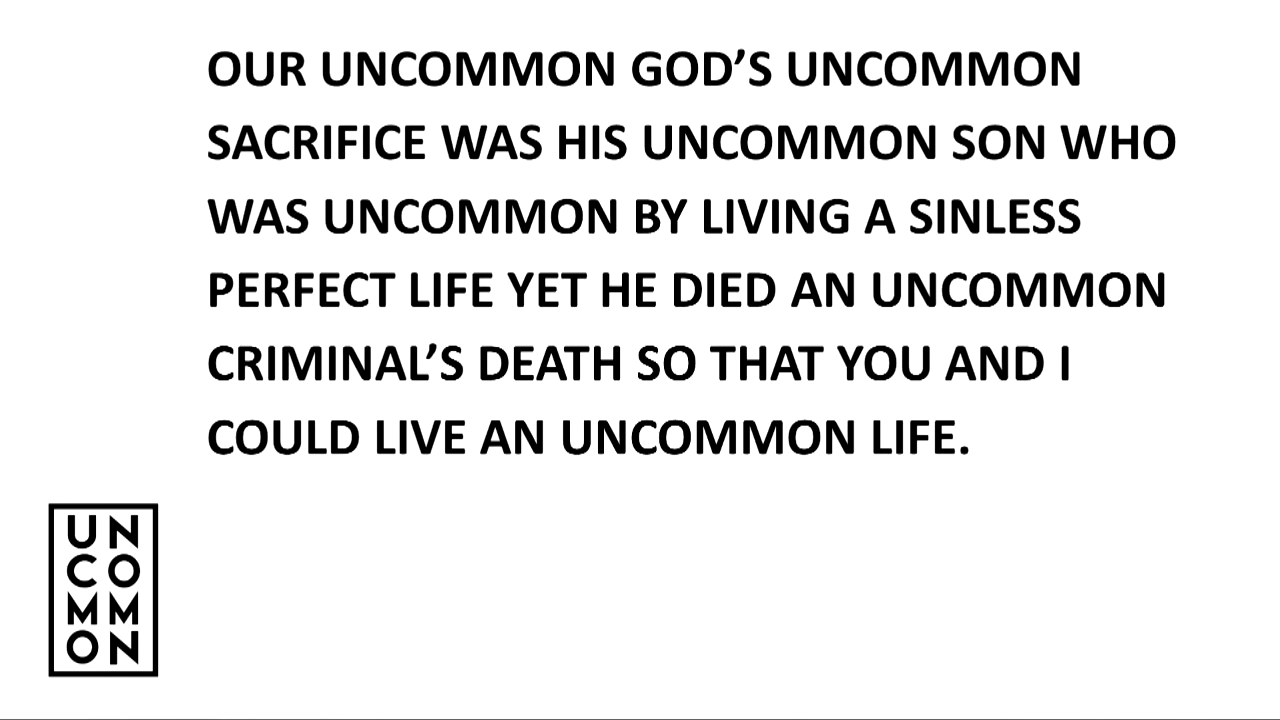 OUR UNCOMMON GOD’S UNCOMMON
SACRIFICE WAS HIS UNCOMMON SON WHO
WAS UNCOMMON BY LIVING A SINLESS
PERFECT LIFE YET HE DIED AN UNCOMMON
CRIMINAL’S DEATH SO THAT YOU AND I
COULD LIVE AN UNCOMMON LIFE.
UN
CO
MM
ON